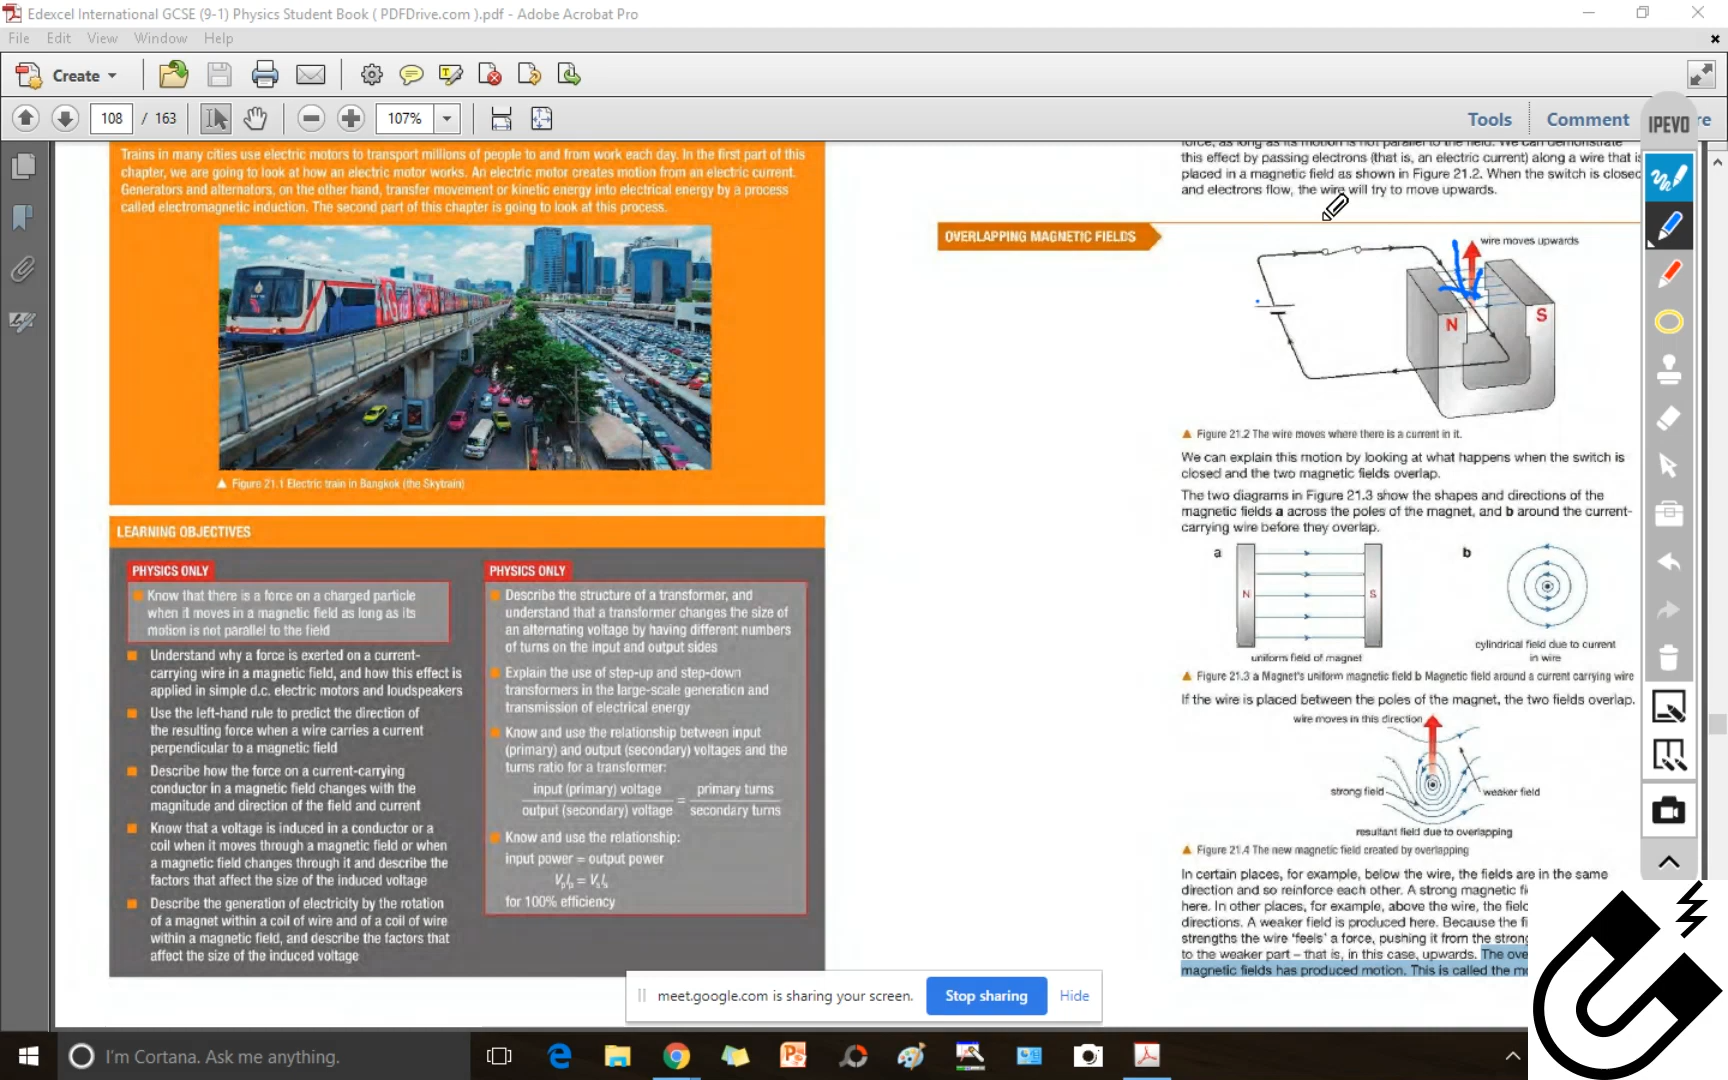 Edexcel International GCSE (9-1) Physics Student Book ( PDFDrive.com ).pdf - Adobe Acrobat Pro
File Edit View Window Help
Create
108 / 163 107% Tools Comment
IPEVO
Trains in many cities use electric motors to transport millions of people to and from work each day. In the first part of this
chapter, we are going to look at how an electric motor works. An electric motor creates motion from an electric current.
Generators and alternators, on the other hand, transfer movement or kinetic energy into electrical energy by a process
called electromagnetic induction. The second part of this chapter is going to look at this process.
▲ Figure 21.1 Electric train in Bangkok (the Skytrain)
LEARNING OBJECTIVES
PHYSICS ONLY
Know that there is a force on a charged particle
when it moves in a magnetic field as long as its
motion is not parallel to the field
Understand why a force is exerted on a current-
carrying wire in a magnetic field, and how this effect is
applied in simple d.c. electric motors and loudspeakers
Use the left-hand rule to predict the direction of
the resulting force when a wire carries a current
perpendicular to a magnetic field
Describe how the force on a current-carrying
conductor in a magnetic field changes with the
magnitude and direction of the field and current
Know that a voltage is induced in a conductor or a
coil when it moves through a magnetic field or when
a magnetic field changes through it and describe the
factors that affect the size of the induced voltage
Describe the generation of electricity by the rotation
of a magnet within a coil of wire and of a coil of wire
within a magnetic field, and describe the factors that
affect the size of the induced voltage
PHYSICS ONLY
Describe the structure of a transformer, and
understand that a transformer changes the size of
an alternating voltage by having different numbers
of turns on the input and output sides
Explain the use of step-up and step-down
transformers in the large-scale generation and
transmission of electrical energy
Know and use the relationship between input
(primary) and output (secondary) voltages and the
turns ratio for a transformer:
input (primary) voltage / output (secondary) voltage = primary turns / secondary turns
Know and use the relationship:
input power = output power
VpIp = VsIs
for 100% efficiency
force, as long as its motion is not parallel to the field. We can demonstrate
this effect by passing electrons (that is, an electric current) along a wire that is
placed in a magnetic field as shown in Figure 21.2. When the switch is closed
and electrons flow, the wire will try to move upwards.
OVERLAPPING MAGNETIC FIELDS
wire moves upwards
N S
▲ Figure 21.2 The wire moves where there is a current in it.
We can explain this motion by looking at what happens when the switch is
closed and the two magnetic fields overlap.
The two diagrams in Figure 21.3 show the shapes and directions of the
magnetic fields a across the poles of the magnet, and b around the current-
carrying wire before they overlap.
a b
N S
uniform field of magnet
cylindrical field due to current
in wire
▲ Figure 21.3 a Magnet's uniform magnetic field b Magnetic field around a current carrying wire
If the wire is placed between the poles of the magnet, the two fields overlap.
wire moves in this direction
strong field weaker field
resultant field due to overlapping
▲ Figure 21.4 The new magnetic field created by overlapping
In certain places, for example, below the wire, the fields are in the same
direction and so reinforce each other. A strong magnetic
here. In other places, for example, above the wire, the
directions. A weaker field is produced here. Because the
strengths the wire 'feels' a force, pushing it from the
to the weaker part – that is, in this case, upwards. The
magnetic fields has produced motion. This is called the
meet.google.com is sharing your screen. Stop sharing Hide
I'm Cortana. Ask me anything.